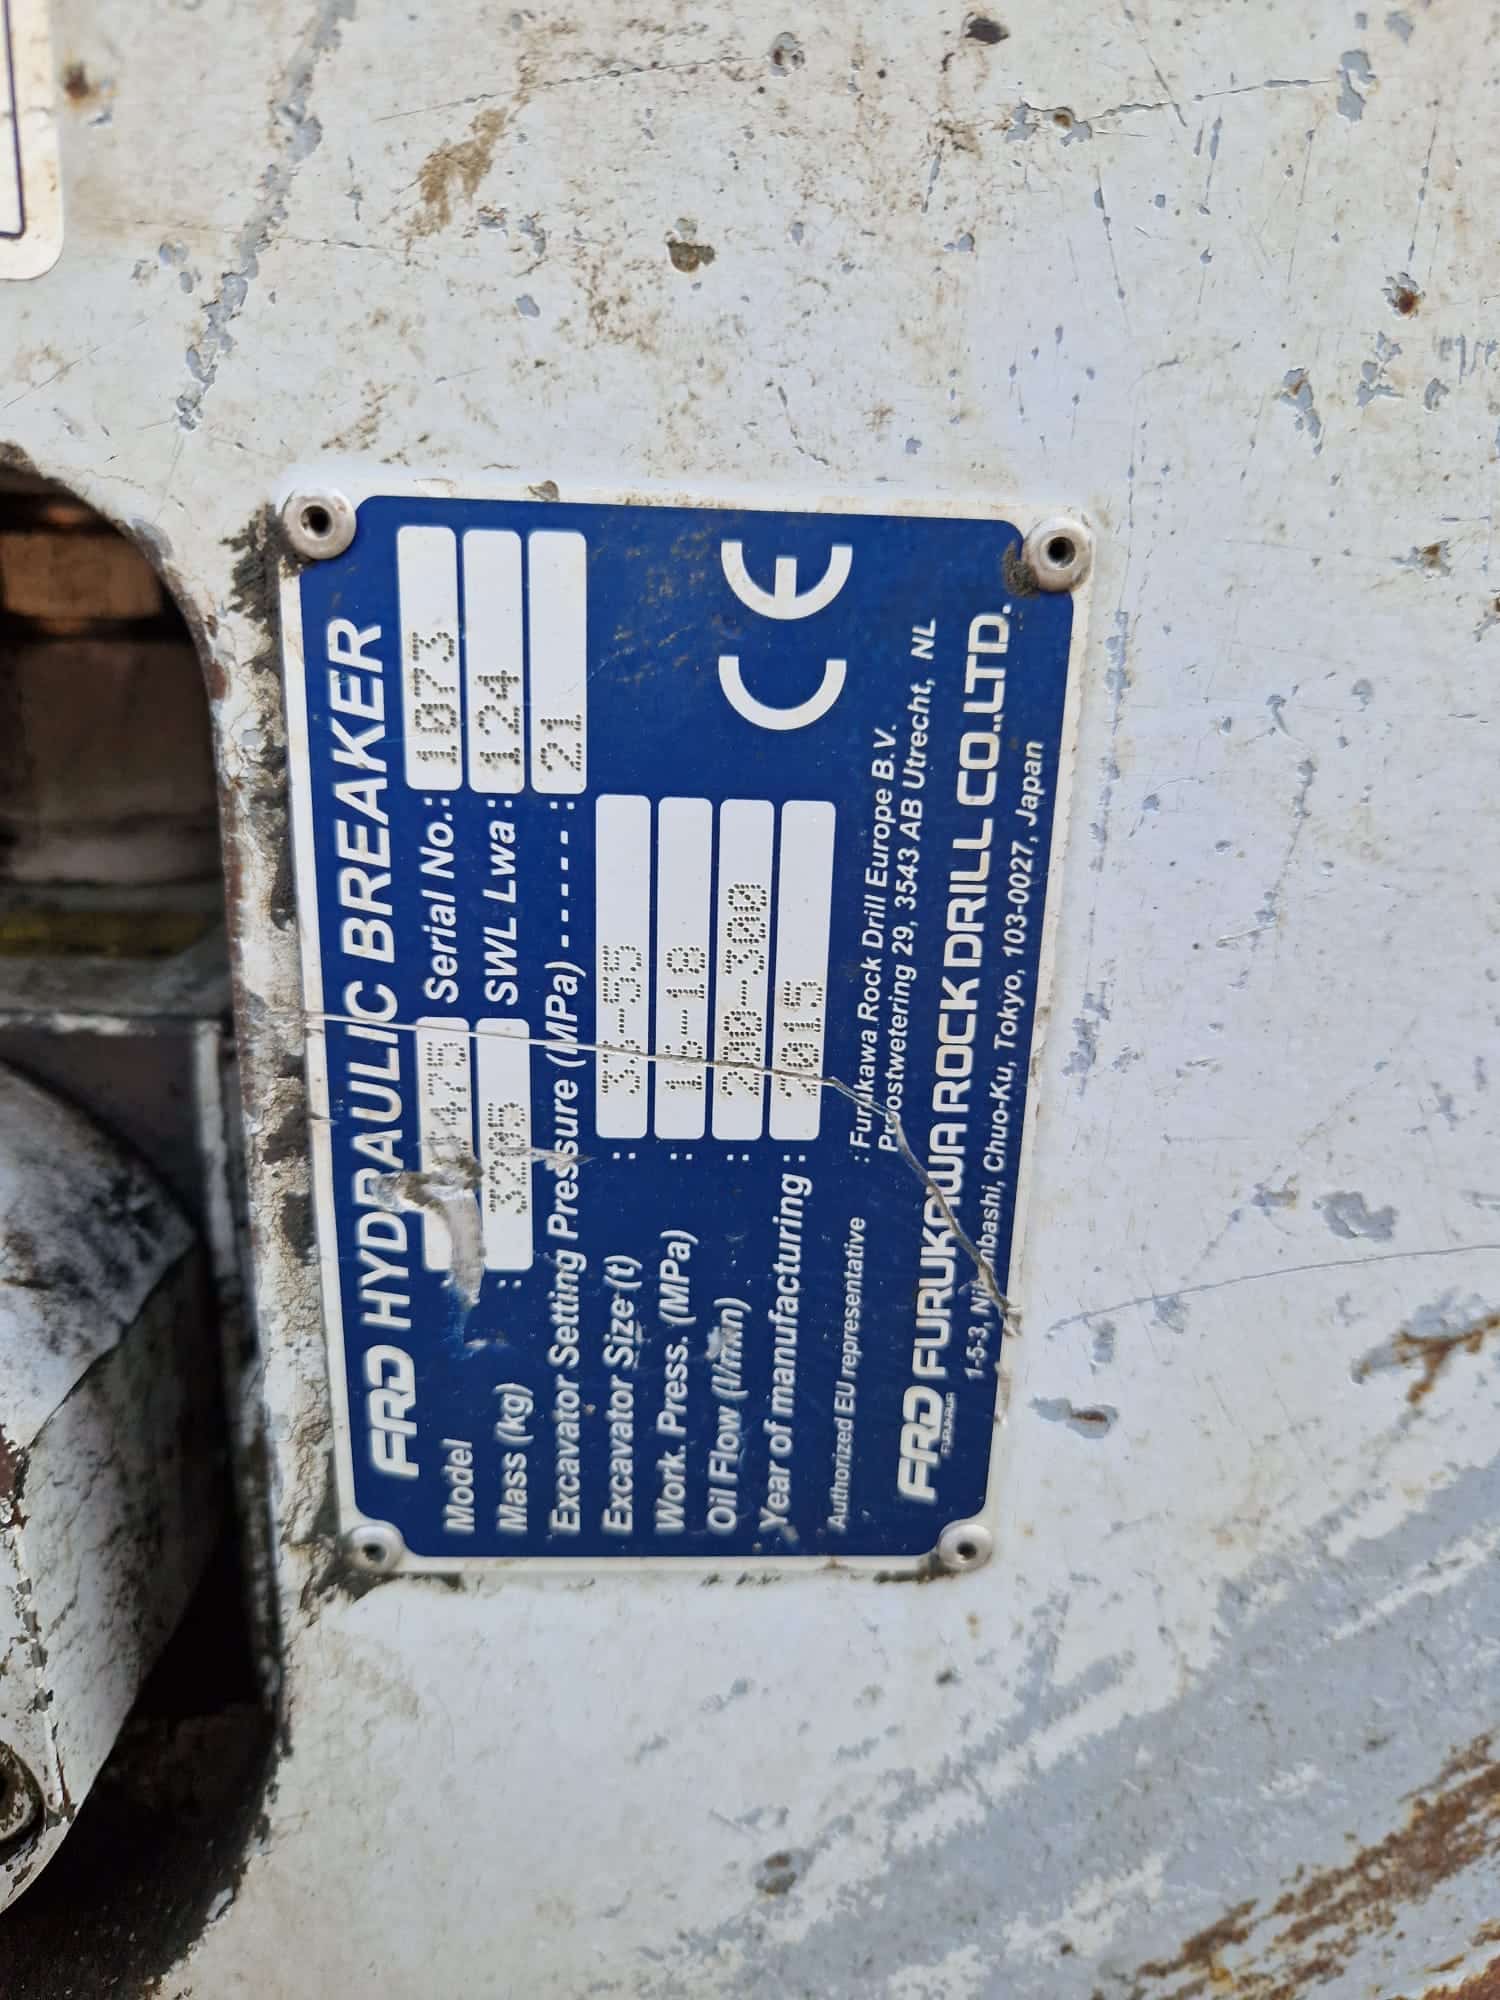 FRD HYDRAULIC BREAKER
Model 475 Serial No.: 1073
Mass (kg) : 3205 SWL Lwa : 124
Excavator Setting Pressure (MPa) - - - - - : 21
Excavator Size (t) : 33-55
Work. Press. (MPa) : 16-18
Oil Flow (l/min) : 200-300
Year of manufacturing : 2015
CE
Authorized EU representative : Furukawa Rock Drill Europe B.V.
Proostwetering 29, 3543 AB Utrecht, NL
FRD FURUKAWA ROCK DRILL CO.,LTD.
FURUKAWA
1-5-3, Nihonbashi, Chuo-Ku, Tokyo, 103-0027, Japan